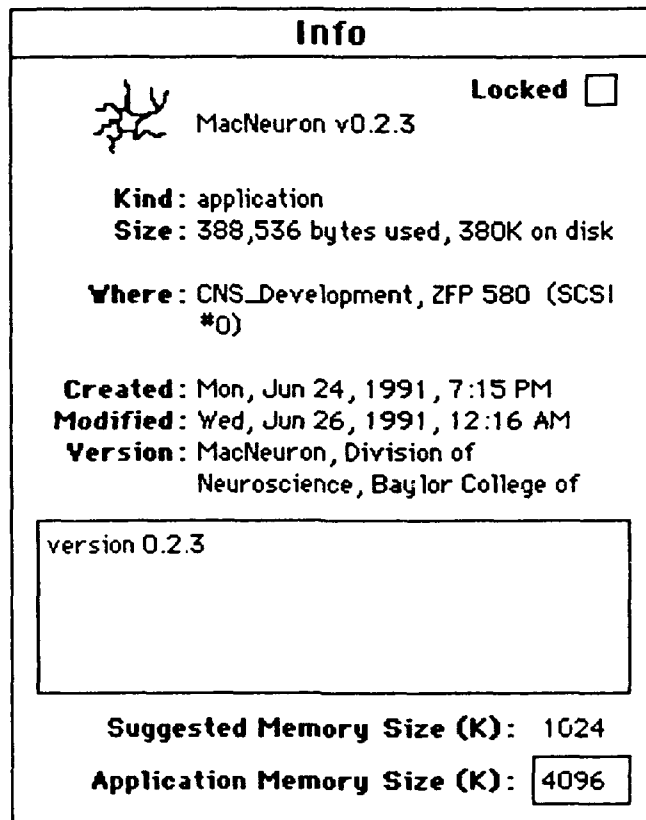 Info
Locked
MacNeuron v0.2.3
Kind: application
Size: 388,536 bytes used, 380K on disk
Where: CNS_Development, ZFP 580 (SCSI
#0)
Created: Mon, Jun 24, 1991, 7:15 PM
Modified: Wed, Jun 26, 1991, 12:16 AM
Version: MacNeuron, Division of
Neuroscience, Baylor College of
version 0.2.3
Suggested Memory Size (K): 1024
Application Memory Size (K): 4096